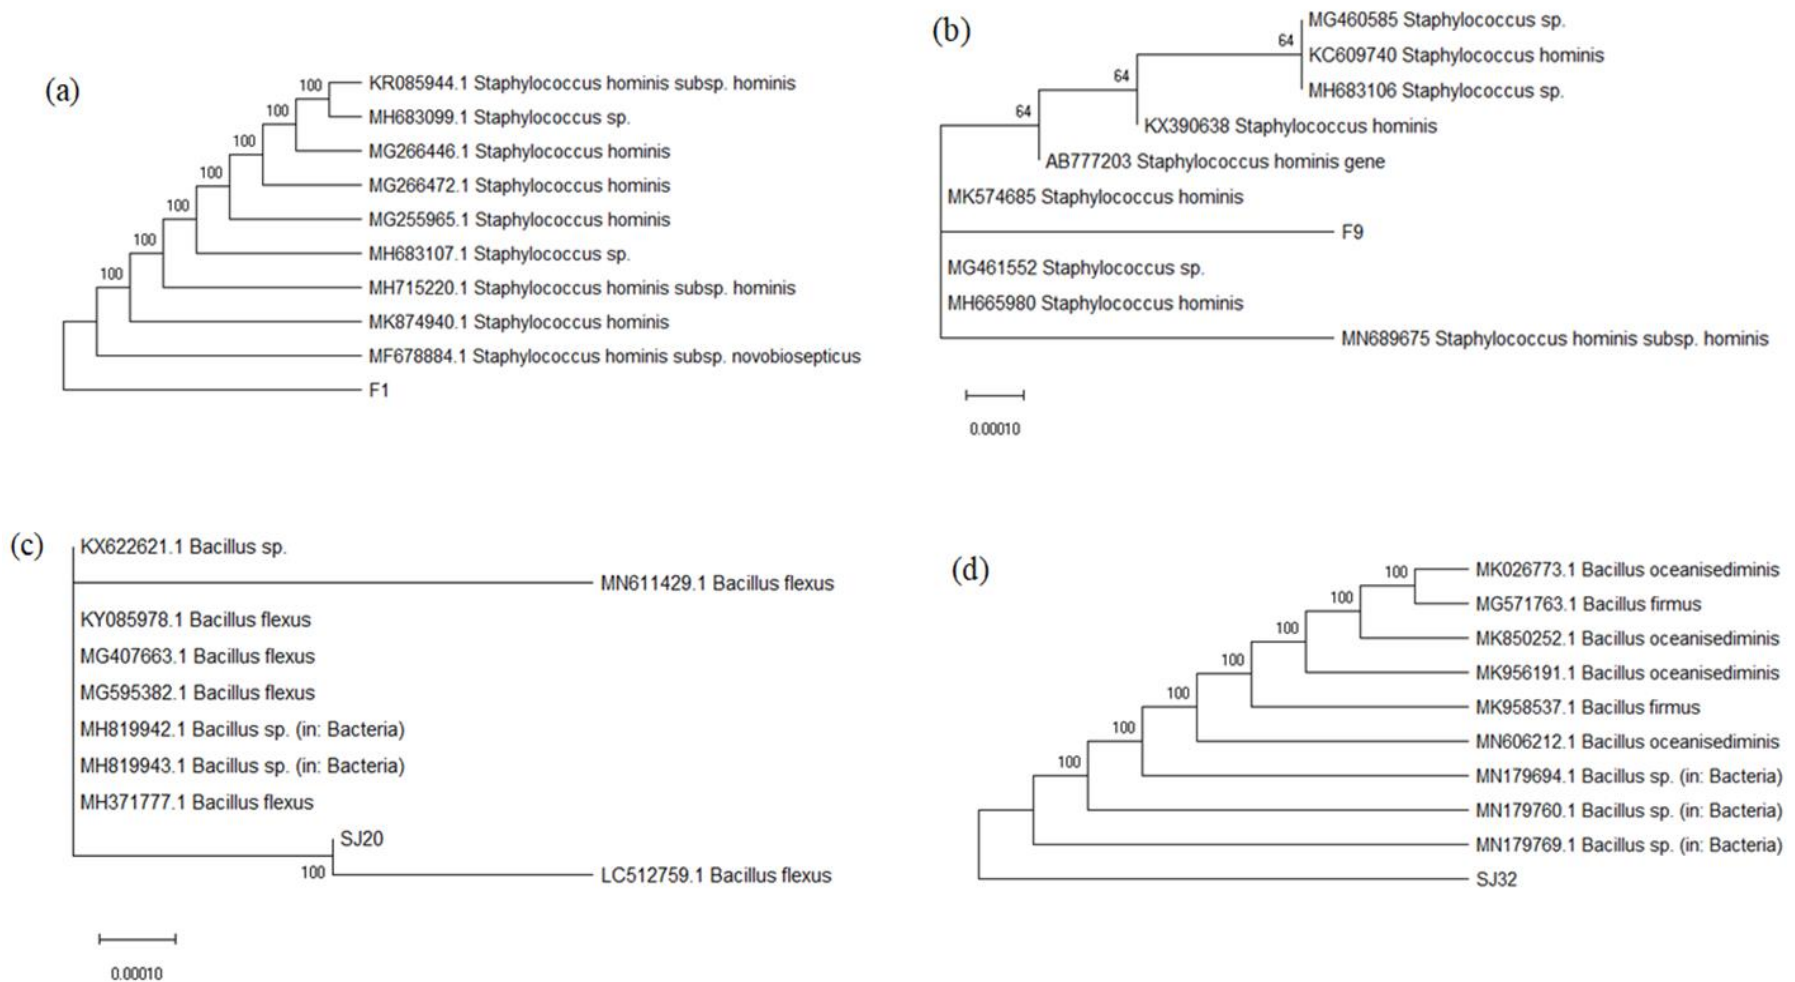 (a)
100
KR085944.1 Staphylococcus hominis subsp. hominis
100
MH683099.1 Staphylococcus sp.
100
MG266446.1 Staphylococcus hominis
100
MG266472.1 Staphylococcus hominis
100
MG255965.1 Staphylococcus hominis
100
MH683107.1 Staphylococcus sp.
100
MH715220.1 Staphylococcus hominis subsp. hominis
MK874940.1 Staphylococcus hominis
MF678884.1 Staphylococcus hominis subsp. novobiosepticus
F1
(b)
MG460585 Staphylococcus sp.
64
KC609740 Staphylococcus hominis
64
MH683106 Staphylococcus sp.
64
KX390638 Staphylococcus hominis
AB777203 Staphylococcus hominis gene
MK574685 Staphylococcus hominis
F9
MG461552 Staphylococcus sp.
MH665980 Staphylococcus hominis
MN689675 Staphylococcus hominis subsp. hominis
0.00010
(c)
KX622621.1 Bacillus sp.
MN611429.1 Bacillus flexus
KY085978.1 Bacillus flexus
MG407663.1 Bacillus flexus
MG595382.1 Bacillus flexus
MH819942.1 Bacillus sp. (in: Bacteria)
MH819943.1 Bacillus sp. (in: Bacteria)
MH371777.1 Bacillus flexus
SJ20
100
LC512759.1 Bacillus flexus
0.00010
(d)
100
MK026773.1 Bacillus oceanisediminis
100
MG571763.1 Bacillus firmus
100
MK850252.1 Bacillus oceanisediminis
100
MK956191.1 Bacillus oceanisediminis
100
MK958537.1 Bacillus firmus
100
MN606212.1 Bacillus oceanisediminis
100
MN179694.1 Bacillus sp. (in: Bacteria)
MN179760.1 Bacillus sp. (in: Bacteria)
MN179769.1 Bacillus sp. (in: Bacteria)
SJ32